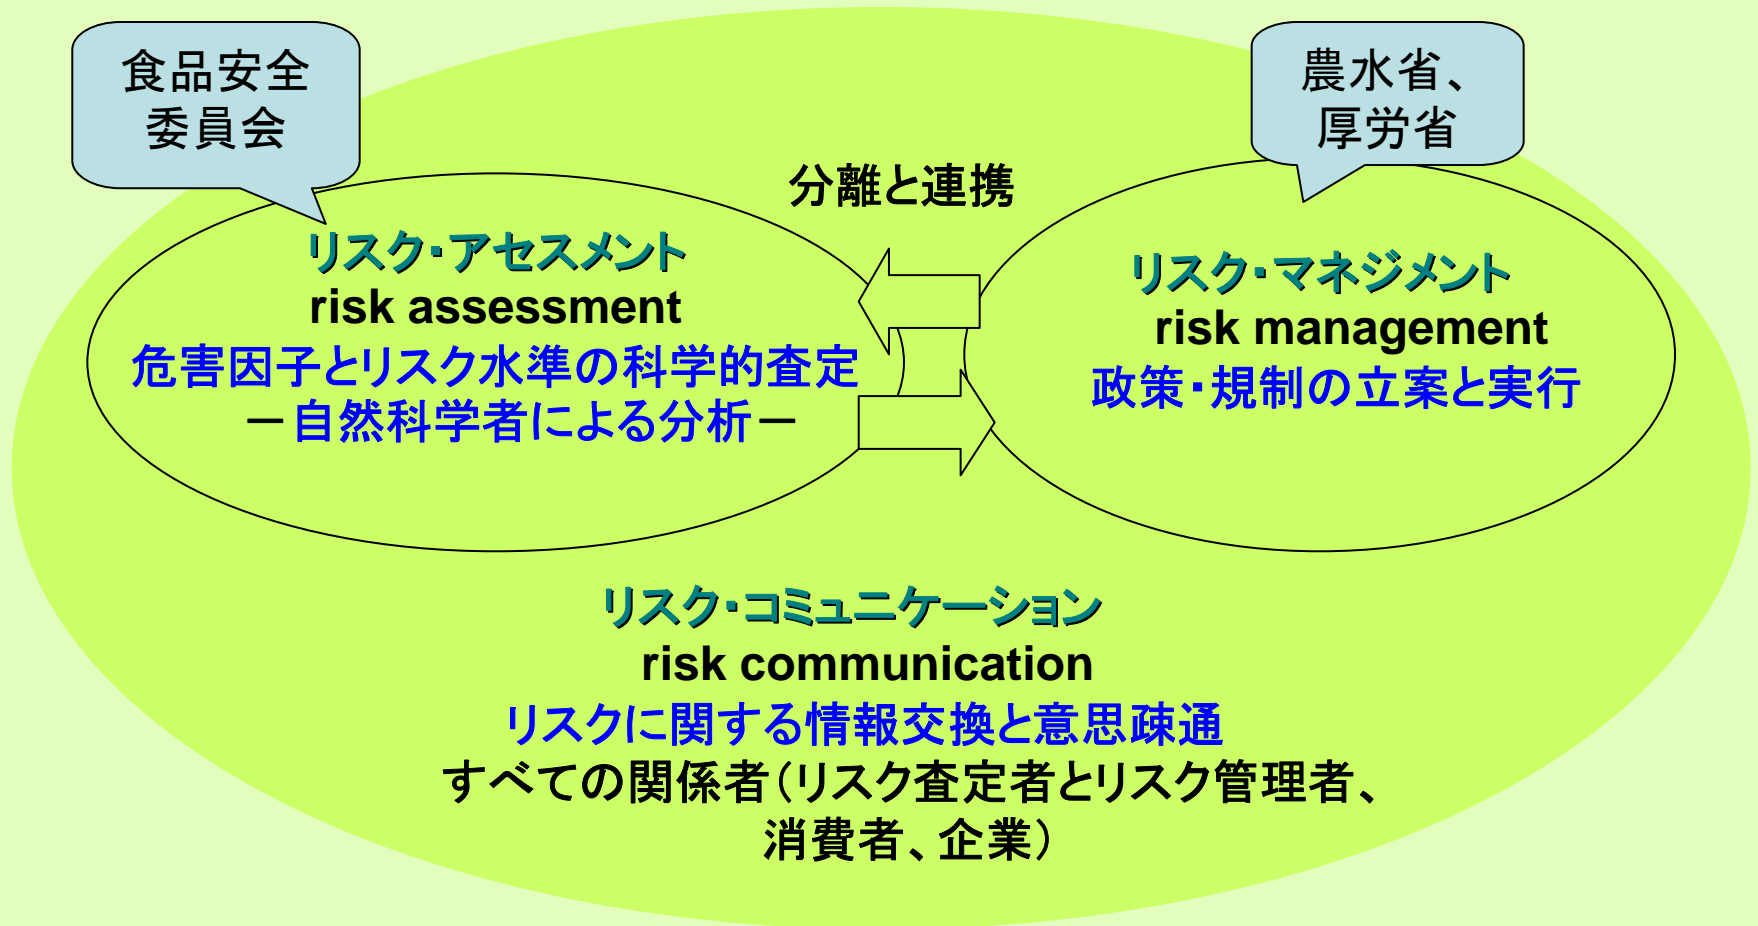 食品安全
委員会
農水省、
厚労省
分離と連携
リスク・アセスメント
risk assessment
危害因子とリスク水準の科学的査定
－自然科学者による分析－
リスク・マネジメント
risk management
政策・規制の立案と実行
リスク・コミュニケーション
risk communication
リスクに関する情報交換と意思疎通
すべての関係者（リスク査定者とリスク管理者、
消費者、企業）